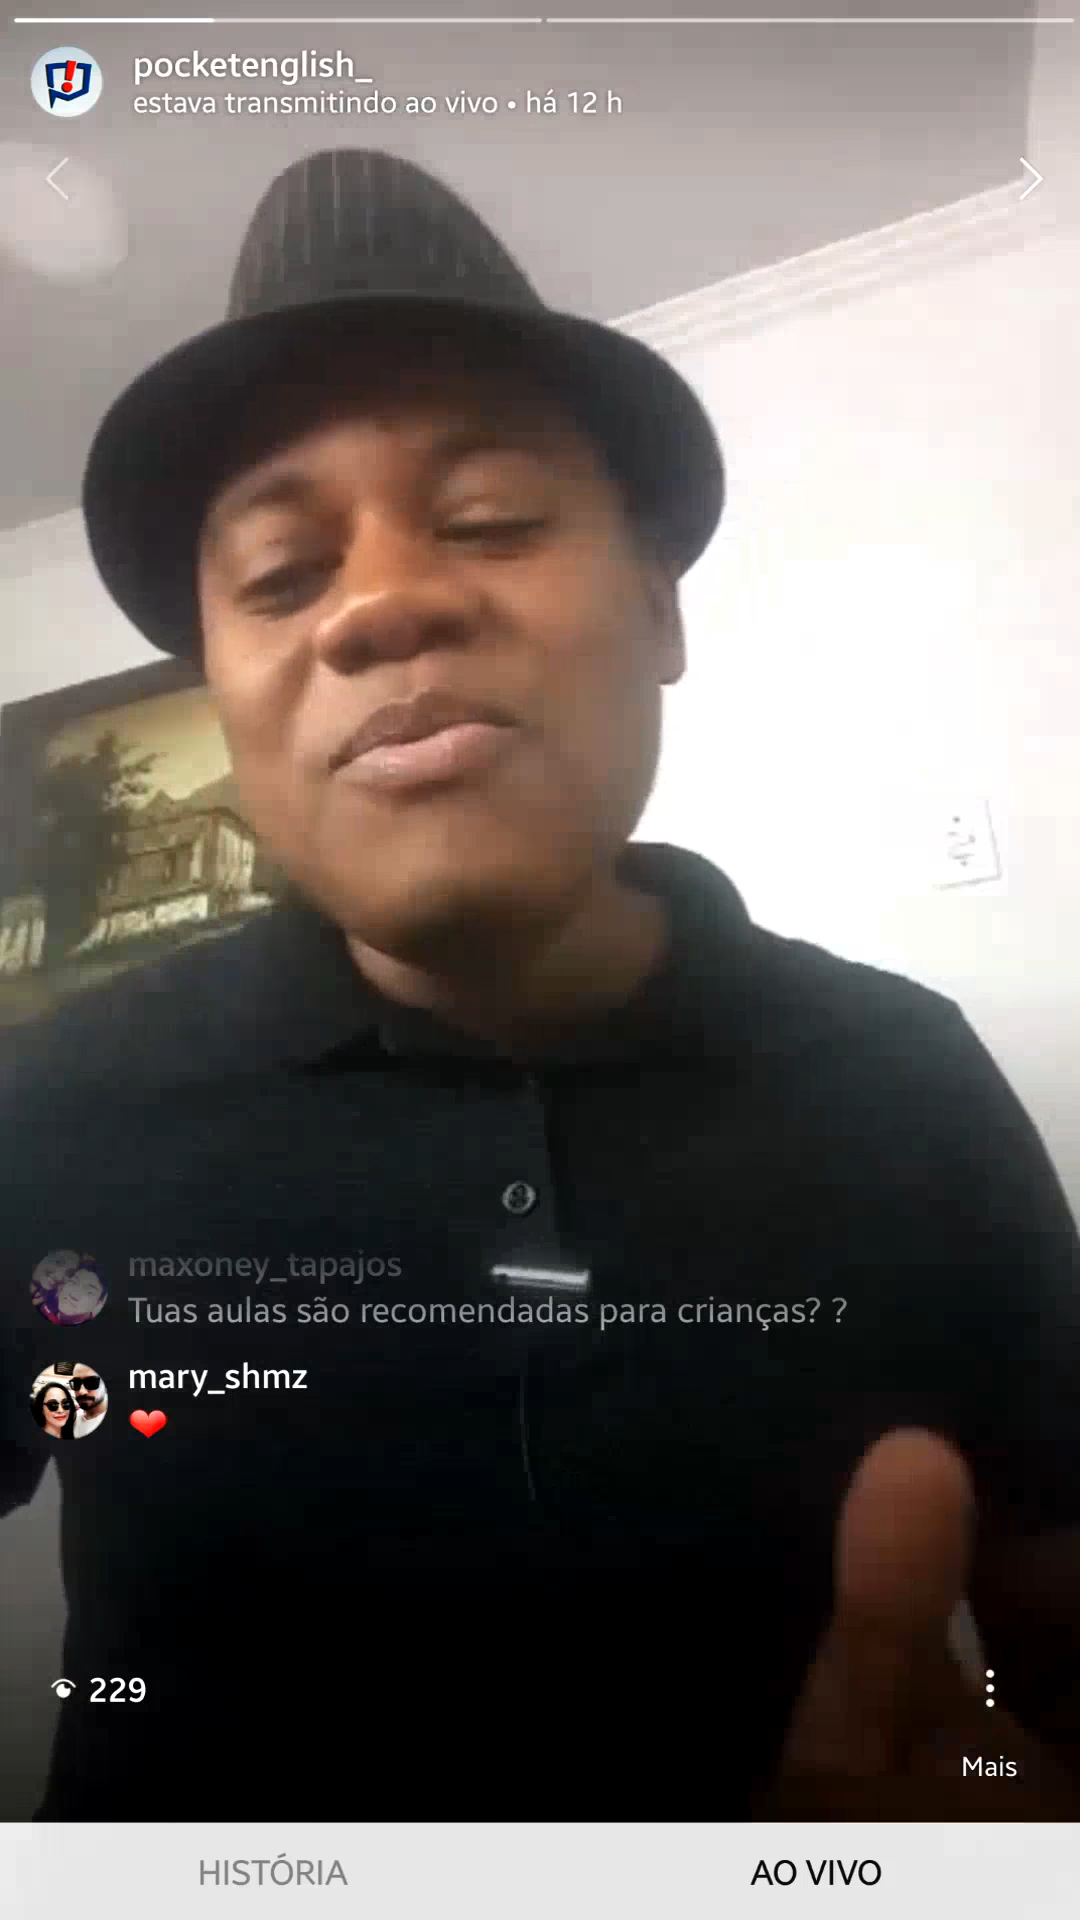 pocketenglish_
estava transmitindo ao vivo • há 12 h
maxoney_tapajos
Tuas aulas são recomendadas para crianças? ?
mary_shmz
❤
229
Mais
HISTÓRIA
AO VIVO